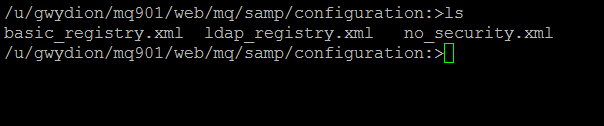 /u/gwydion/mq901/web/mq/samp/configuration:>ls
basic_registry.xml  ldap_registry.xml   no_security.xml
/u/gwydion/mq901/web/mq/samp/configuration:>